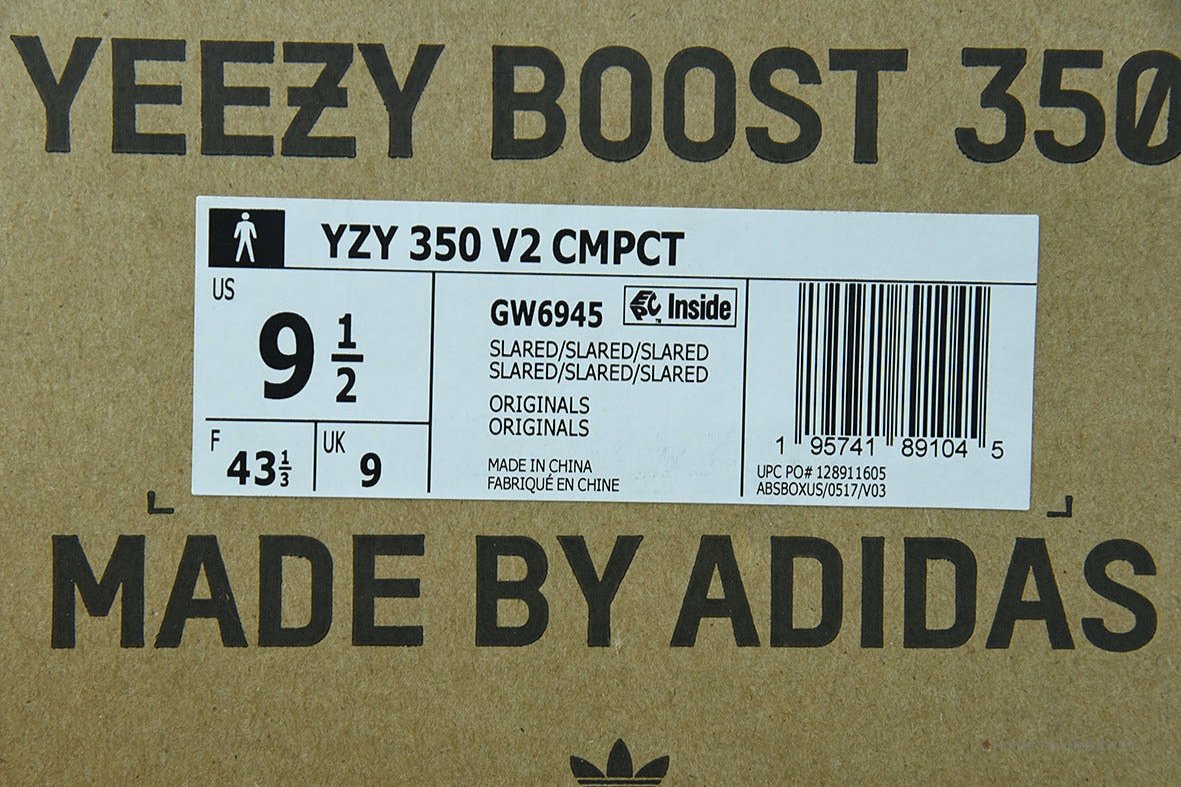 YEEZY BOOST 350
YZY 350 V2 CMPCT
US
9 1/2
F
43 1/3
UK
9
GW6945
Inside
SLARED/SLARED/SLARED
SLARED/SLARED/SLARED
ORIGINALS
ORIGINALS
MADE IN CHINA
FABRIQUÉ EN CHINE
1 95741 89104 5
UPC PO# 128911605
ABSBOXUS/0517/V03
MADE BY ADIDAS